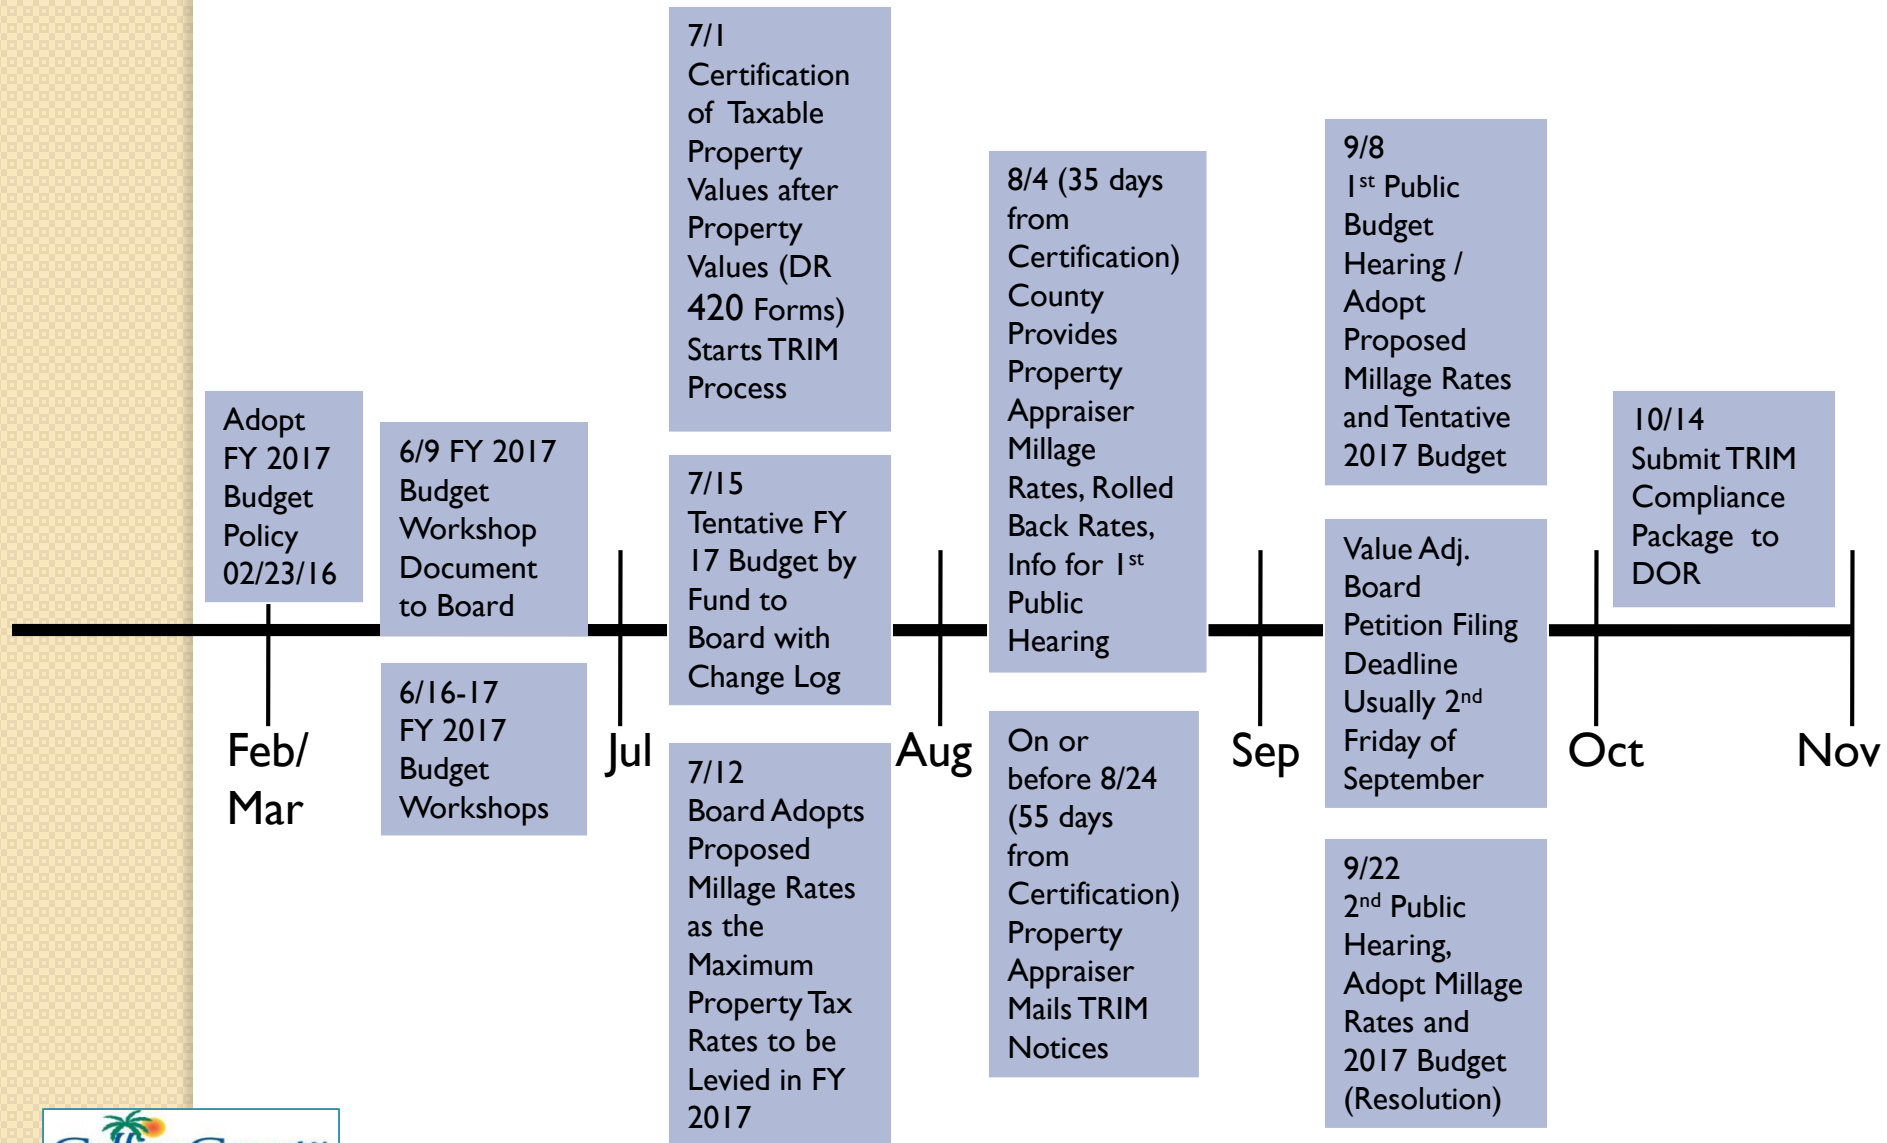 Adopt
FY 2017
Budget
Policy
02/23/16
6/9 FY 2017
Budget
Workshop
Document
to Board
6/16-17
FY 2017
Budget
Workshops
7/1
Certification
of Taxable
Property
Values after
Property
Values (DR
420 Forms)
Starts TRIM
Process
7/15
Tentative FY
17 Budget by
Fund to
Board with
Change Log
7/12
Board Adopts
Proposed
Millage Rates
as the
Maximum
Property Tax
Rates to be
Levied in FY
2017
8/4 (35 days
from
Certification)
County
Provides
Property
Appraiser
Millage
Rates, Rolled
Back Rates,
Info for 1st
Public
Hearing
On or
before 8/24
(55 days
from
Certification)
Property
Appraiser
Mails TRIM
Notices
9/8
1st Public
Budget
Hearing /
Adopt
Proposed
Millage Rates
and Tentative
2017 Budget
Value Adj.
Board
Petition Filing
Deadline
Usually 2nd
Friday of
September
9/22
2nd Public
Hearing,
Adopt Millage
Rates and
2017 Budget
(Resolution)
10/14
Submit TRIM
Compliance
Package to
DOR
Feb/
Mar
Jul
Aug
Sep
Oct
Nov